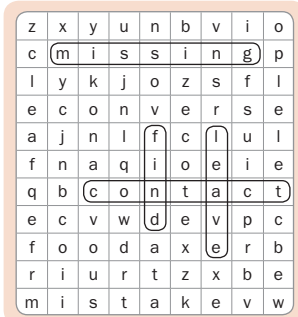 z x y u n b v i o
c m i s s i n g p
l y k j o z s f l
e c o n v e r s e
a j n l f c l u l
f n a q i o e i e
q b c o n t a c t
e c v w d e v p c
f o o d a x e r b
r i u r t z x b e
m i s t a k e v w